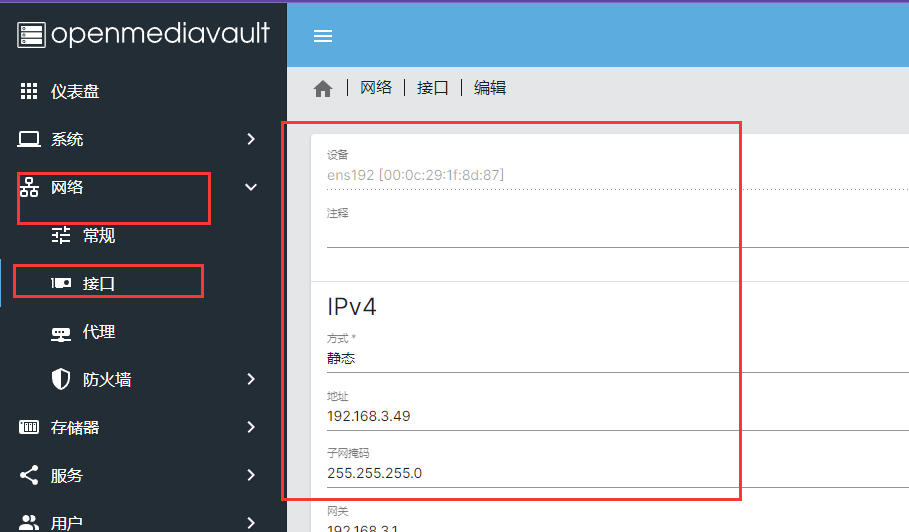 openmediavault
仪表盘
系统
网络
常规
接口
代理
防火墙
存储器
服务
用户
网络 | 接口 | 编辑
设备
ens192 [00:0c:29:1f:8d:87]
注释
IPv4
方式 *
静态
地址
192.168.3.49
子网掩码
255.255.255.0
网关
192.168.3.1